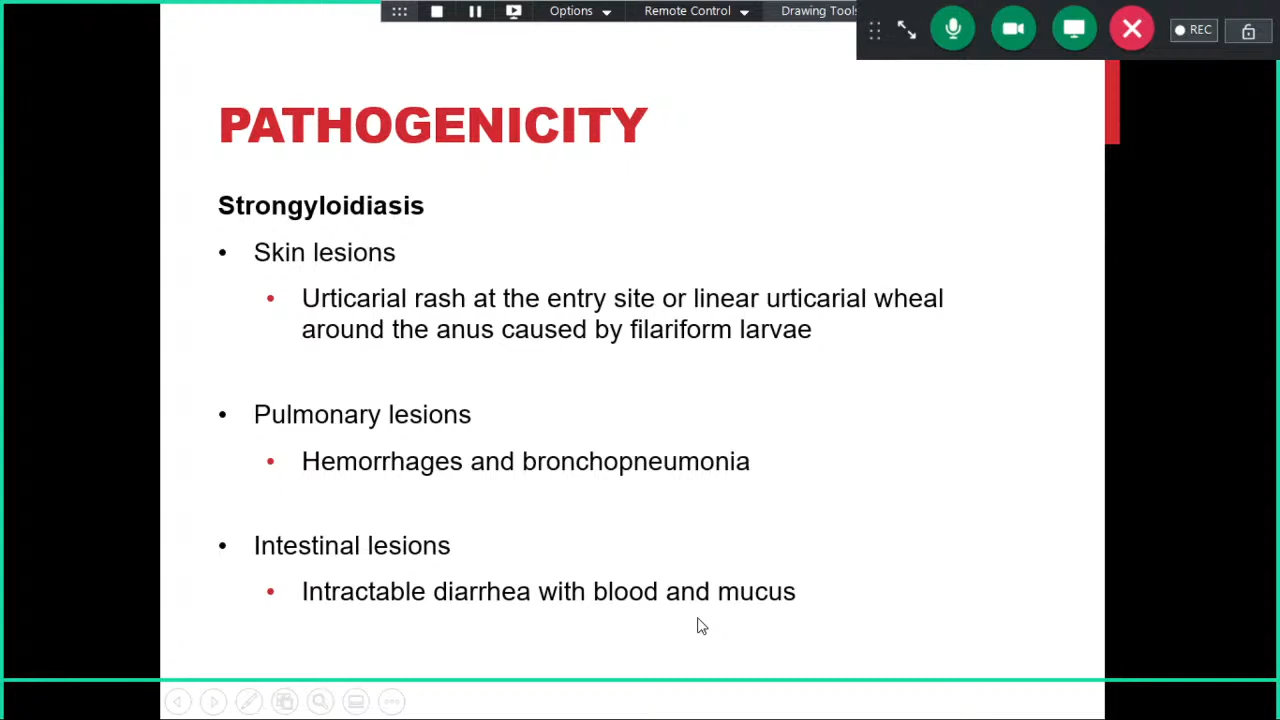 Options Remote Control Drawing Tools
REC
PATHOGENICITY
Strongyloidiasis
• Skin lesions
• Urticarial rash at the entry site or linear urticarial wheal
around the anus caused by filariform larvae
• Pulmonary lesions
• Hemorrhages and bronchopneumonia
• Intestinal lesions
• Intractable diarrhea with blood and mucus